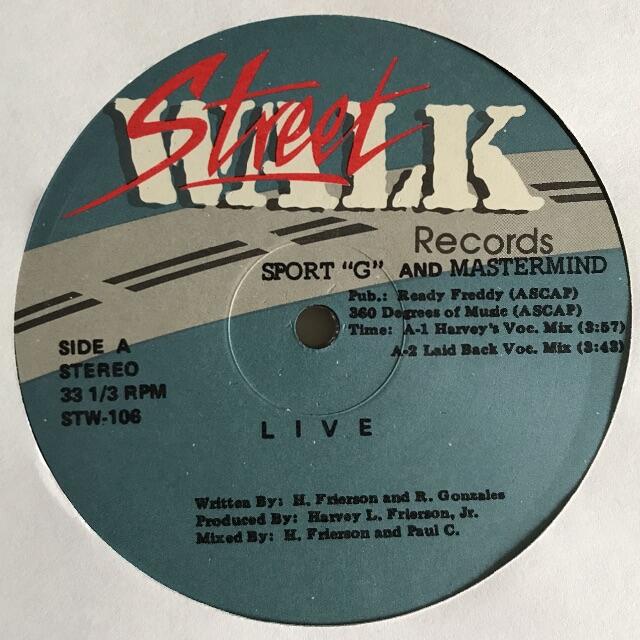 Street
WALK
Records
SPORT "G" AND MASTERMIND
Pub.: Ready Freddy (ASCAP)
360 Degrees of Music (ASCAP)
Time: A-1 Harvey's Voc. Mix (3:57)
A-2 Laid Back Voc. Mix (3:43)
SIDE A
STEREO
33 1/3 RPM
STW-106
LIVE
Written By: H. Frierson and R. Gonzales
Produced By: Harvey L. Frierson, Jr.
Mixed By: H. Frierson and Paul C.